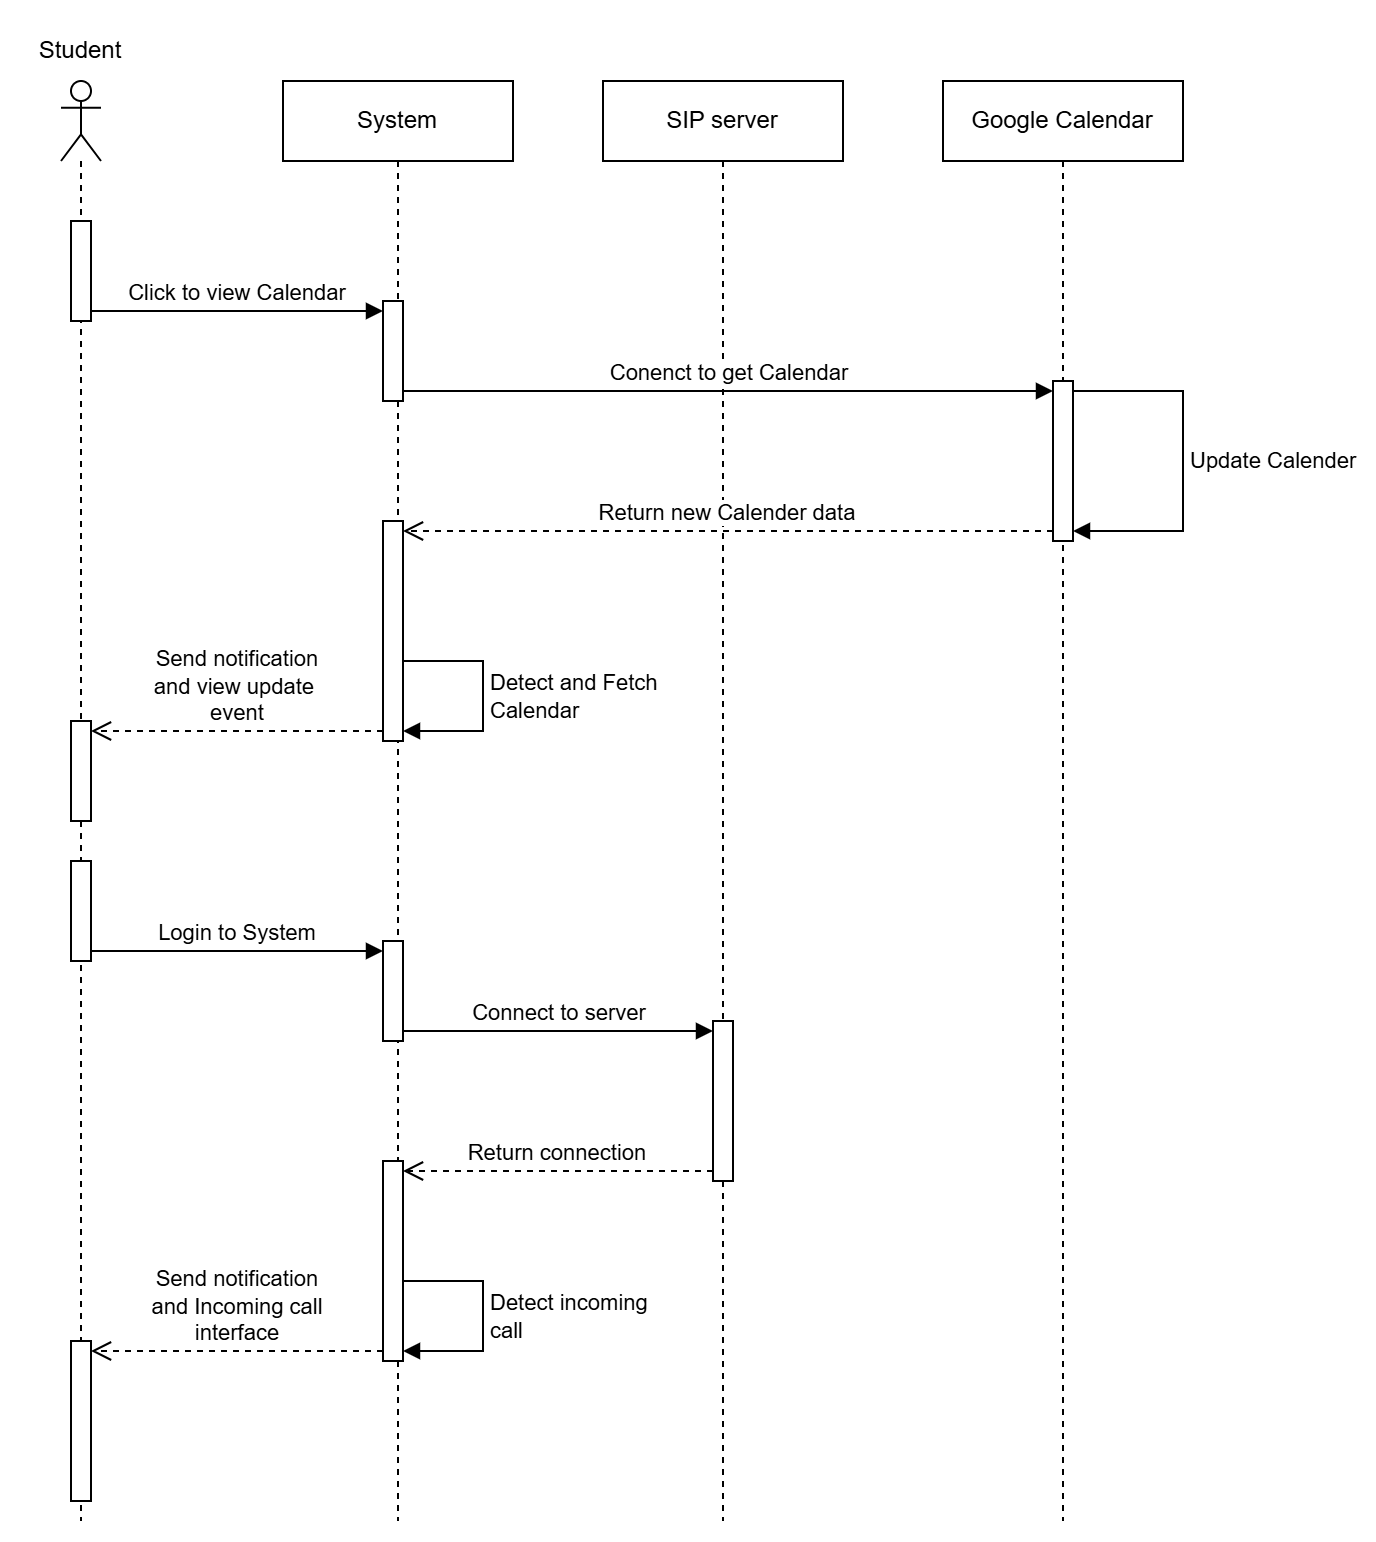 Student
System
SIP server
Google Calendar
Click to view Calendar
Conenct to get Calendar
Update Calender
Return new Calender data
Send notification
and view update
event
Detect and Fetch
Calendar
Login to System
Connect to server
Return connection
Send notification
and Incoming call
interface
Detect incoming
call